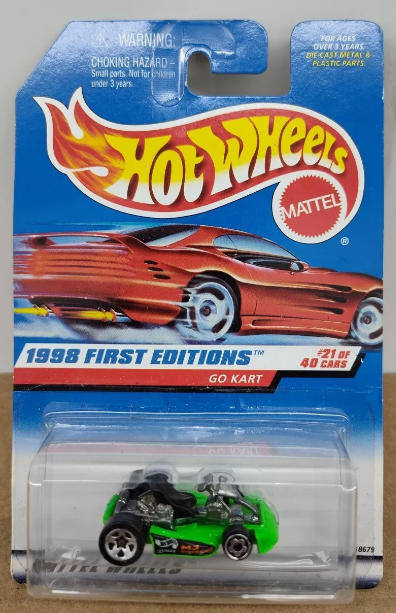 ⚠ WARNING:
CHOKING HAZARD –
Small parts. Not for children
under 3 years.
FOR AGES
OVER 3 YEARS.
DIE-CAST METAL &
PLASTIC PARTS.
HOT WHEELS
MATTEL
®
1998 FIRST EDITIONS™
#21 OF
40 CARS
GO KART
18679